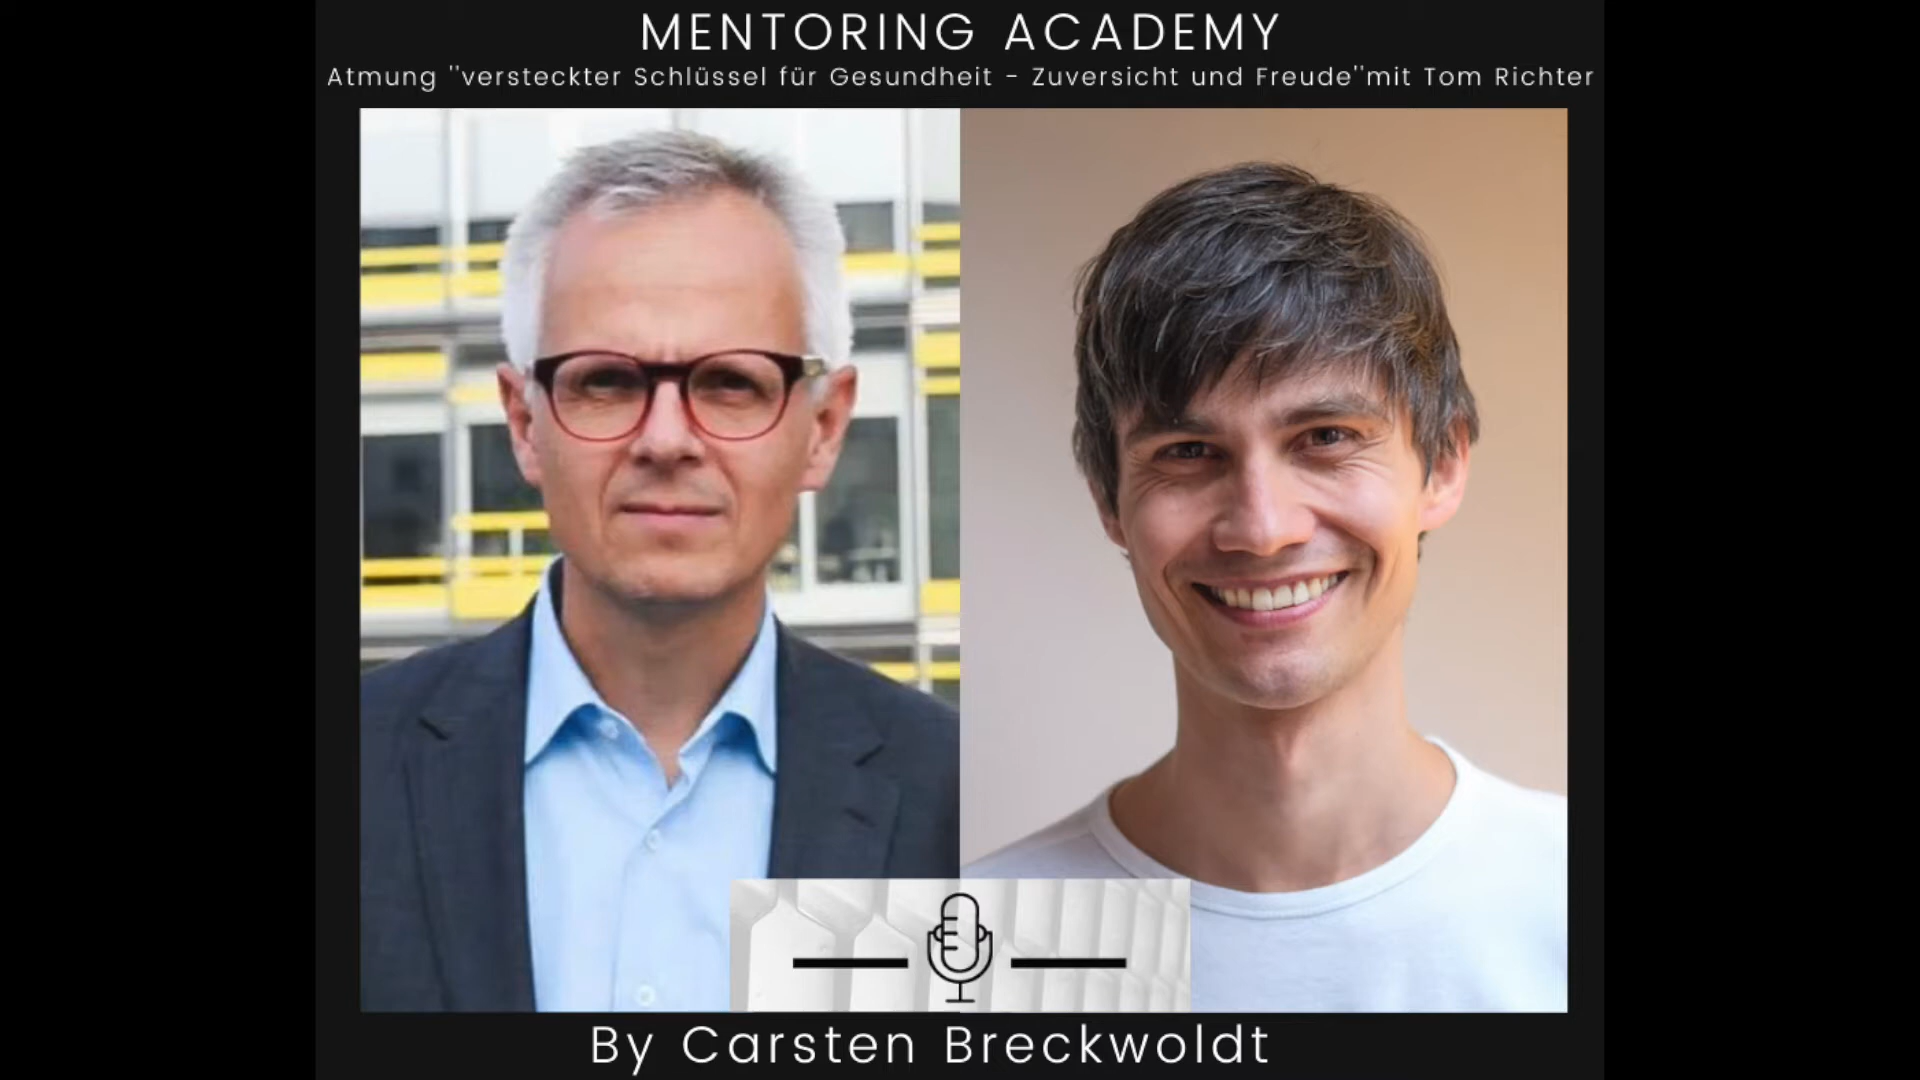 MENTORING ACADEMY
Atmung "versteckter Schlüssel für Gesundheit - Zuversicht und Freude"mit Tom Richter
By Carsten Breckwoldt